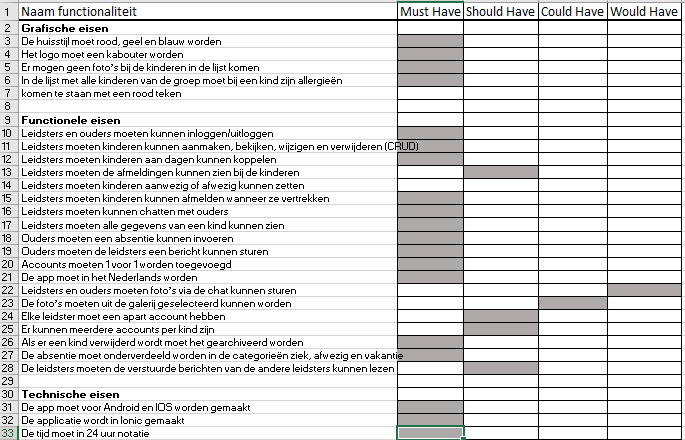 1 Naam functionaliteit Must Have Should Have Could Have Would Have
2 Grafische eisen
3 De huisstijl moet rood, geel en blauw worden
4 Het logo moet een kabouter worden
5 Er mogen geen foto's bij de kinderen in de lijst komen
6 In de lijst met alle kinderen van de groep moet bij een kind zijn allergieën
7 komen te staan met een rood teken
8
9 Functionele eisen
10 Leidsters en ouders moeten kunnen inloggen/uitloggen
11 Leidsters moeten kinderen kunnen aanmaken, bekijken, wijzigen en verwijderen (CRUD)
12 Leidsters moeten kinderen aan dagen kunnen koppelen
13 Leidsters moeten de afmeldingen kunnen zien bij de kinderen
14 Leidsters moeten kinderen aanwezig of afwezig kunnen zetten
15 Leidsters moeten kinderen kunnen afmelden wanneer ze vertrekken
16 Leidsters moeten kunnen chatten met ouders
17 Leidsters moeten alle gegevens van een kind kunnen zien
18 Ouders moeten een absentie kunnen invoeren
19 Ouders moeten de leidsters een bericht kunnen sturen
20 Accounts moeten 1 voor 1 worden toegevoegd
21 De app moet in het Nederlands worden
22 Leidsters en ouders moeten foto's via de chat kunnen sturen
23 De foto's moeten uit de galerij geselecteerd kunnen worden
24 Elke leidster moet een apart account hebben
25 Er kunnen meerdere accounts per kind zijn
26 Als er een kind verwijderd wordt moet het gearchiveerd worden
27 De absentie moet onderverdeeld worden in de categorieën ziek, afwezig en vakantie
28 De leidsters moeten de verstuurde berichten van de andere leidsters kunnen lezen
29
30 Technische eisen
31 De app moet voor Android en IOS worden gemaakt
32 De applicatie wordt in Ionic gemaakt
33 De tijd moet in 24 uur notatie